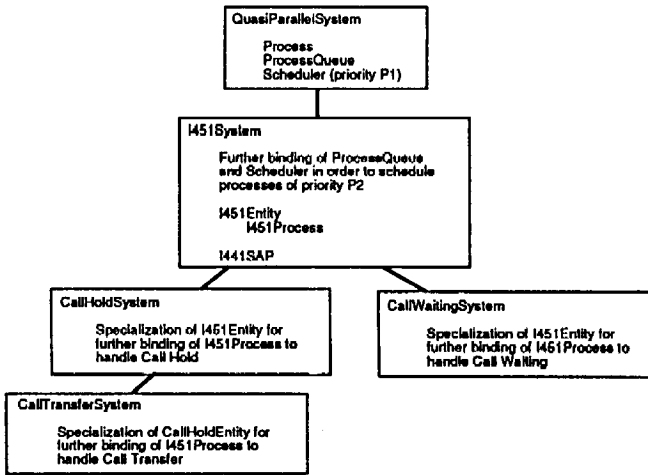 QuasiParallelSystem
Process
ProcessQueue
Scheduler (priority P1)
I451System
Further binding of ProcessQueue
and Scheduler in order to schedule
processes of priority P2
I451Entity
I451Process
I441SAP
CallHoldSystem
Specialization of I451Entity for
further binding of I451Process to
handle Call Hold
CallWaitingSystem
Specialization of I451Entity for
further binding of I451Process to
handle Call Waiting
CallTransferSystem
Specialization of CallHoldEntity for
further binding of I451Process to
handle Call Transfer